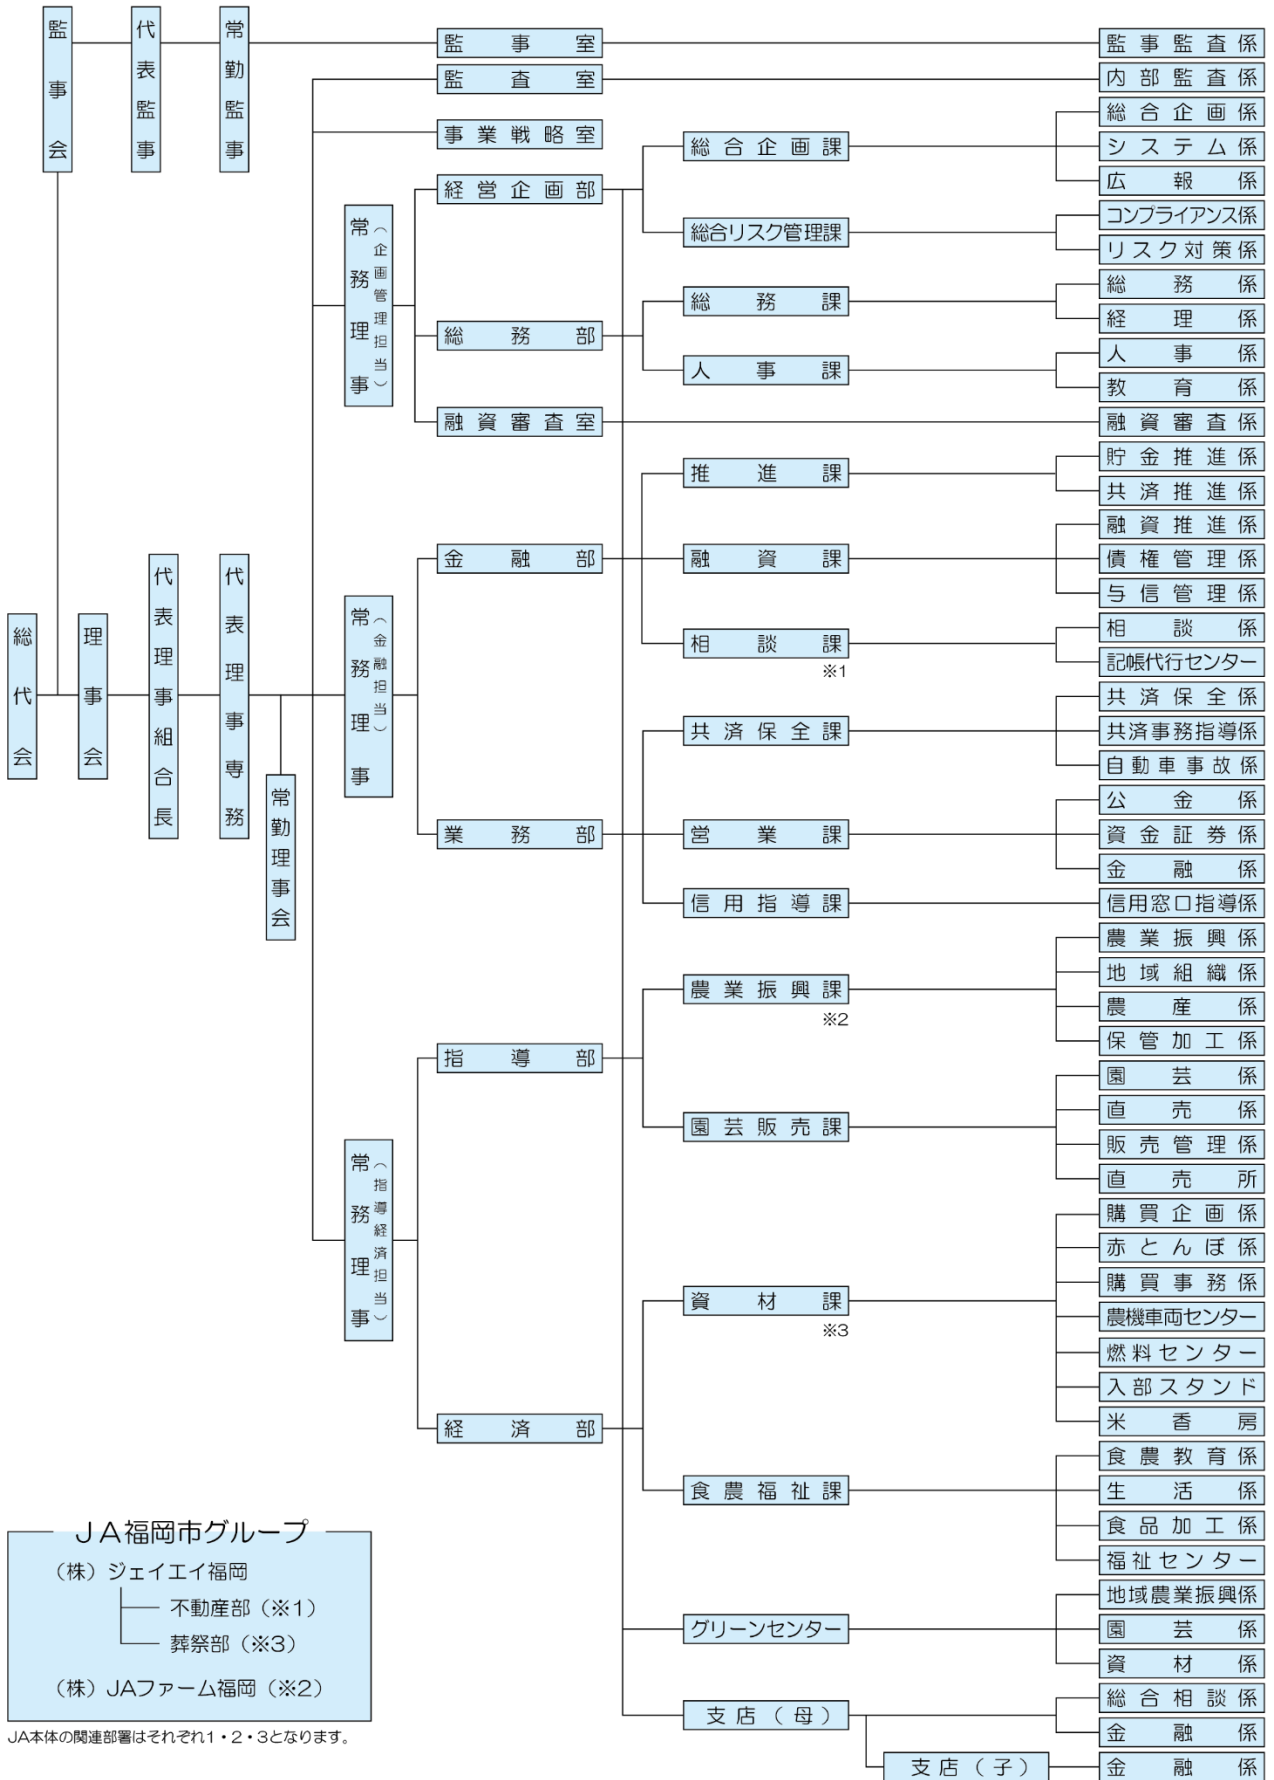 総代会
監事会
代表監事
常勤監事
理事会
代表理事組合長
代表理事専務
常勤理事会
常務理事
（企画管理担当）
常務理事
（金融担当）
常務理事
（指導経済担当）
監事室
監査室
事業戦略室
経営企画部
総務部
融資審査室
金融部
業務部
指導部
経済部
総合企画課
総合リスク管理課
総務課
人事課
推進課
融資課
相談課
※1
共済保全課
営業課
信用指導課
農業振興課
※2
園芸販売課
資材課
※3
食農福祉課
グリーンセンター
支店（母）
支店（子）
監事監査係
内部監査係
総合企画係
システム係
広報係
コンプライアンス係
リスク対策係
総務係
経理係
人事係
教育係
融資審査係
貯金推進係
共済推進係
融資推進係
債権管理係
与信管理係
相談係
記帳代行センター
共済保全係
共済事務指導係
自動車事故係
公金係
資金証券係
金融係
信用窓口指導係
農業振興係
地域組織係
農産係
保管加工係
園芸係
直売係
販売管理係
直売所
購買企画係
赤とんぼ係
購買事務係
農機車両センター
燃料センター
入部スタンド
米香房
食農教育係
生活係
食品加工係
福祉センター
地域農業振興係
園芸係
資材係
総合相談係
金融係
金融係
ＪＡ福岡市グループ
（株）ジェイエイ福岡
不動産部（※1）
葬祭部（※3）
（株）JAファーム福岡（※2）
JA本体の関連部署はそれぞれ1・2・3となります。